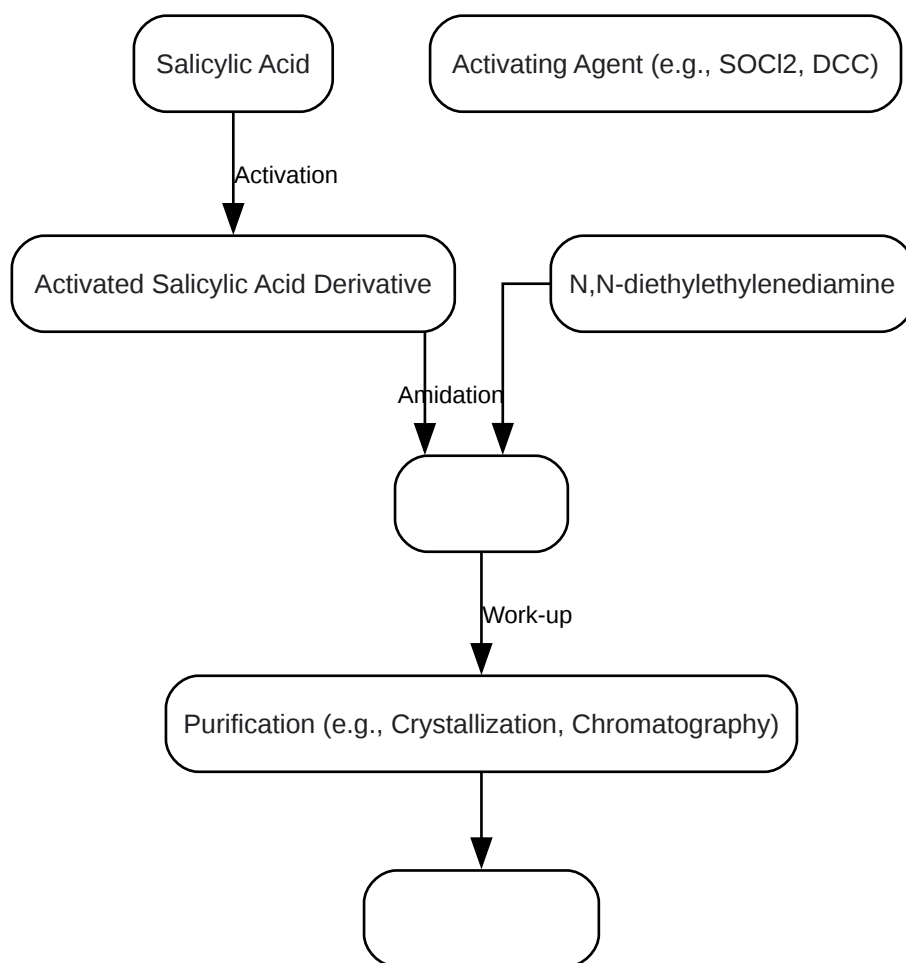 Salicylic Acid
Activating Agent (e.g., SOCl2, DCC)
Activation
Activated Salicylic Acid Derivative
N,N-diethylethylenediamine
Amidation
Work-up
Purification (e.g., Crystallization, Chromatography)